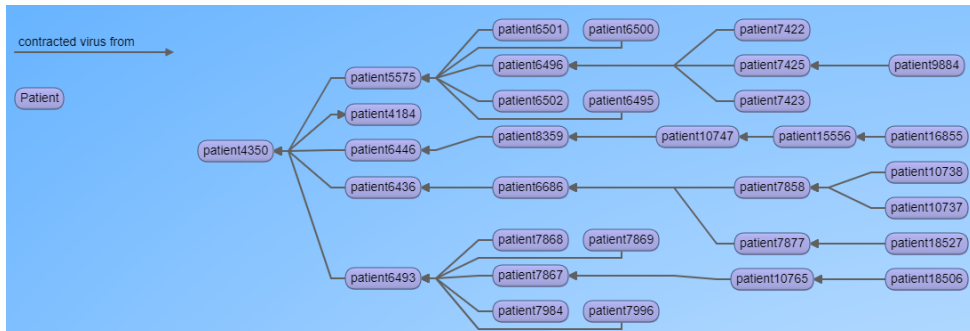 contracted virus from
Patient
patient4350
patient5575
patient4184
patient6446
patient6436
patient6493
patient6501 patient6500
patient6496
patient6502 patient6495
patient8359
patient6686
patient7868 patient7869
patient7867
patient7984 patient7996
patient7422
patient7425 patient9884
patient7423
patient10747 patient15556 patient16855
patient7858
patient10738
patient10737
patient7877 patient18527
patient10765 patient18506